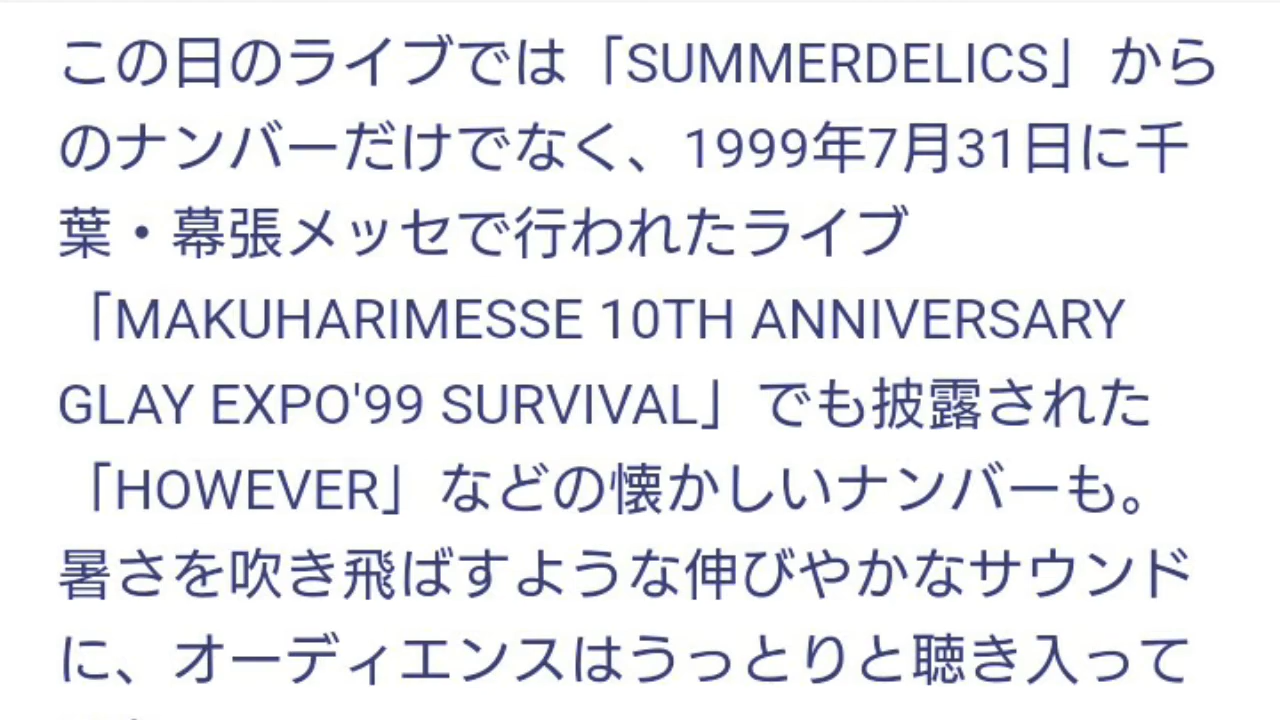 この日のライブでは「SUMMERDELICS」から
のナンバーだけでなく、1999年7月31日に千
葉・幕張メッセで行われたライブ
「MAKUHARIMESSE 10TH ANNIVERSARY
GLAY EXPO'99 SURVIVAL」でも披露された
「HOWEVER」などの懐かしいナンバーも。
暑さを吹き飛ばすような伸びやかなサウンド
に、オーディエンスはうっとりと聴き入って